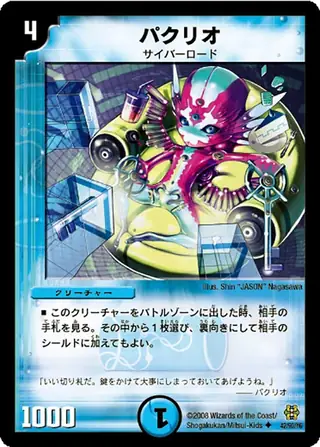 4
パクリオ
サイバーロード
Illus. Shin "JASON" Nagasawa
クリーチャー
■ このクリーチャーをバトルゾーンに出した時、相手の
手札を見る。その中から1枚選び、裏向きにして相手の
シールドに加えてもよい。
「いい切り札だ。鍵をかけて大事にしまっておいてあげよう。」
── パクリオ
1000
©2008 Wizards of the Coast/
Shogakukan/Mitsui-Kids